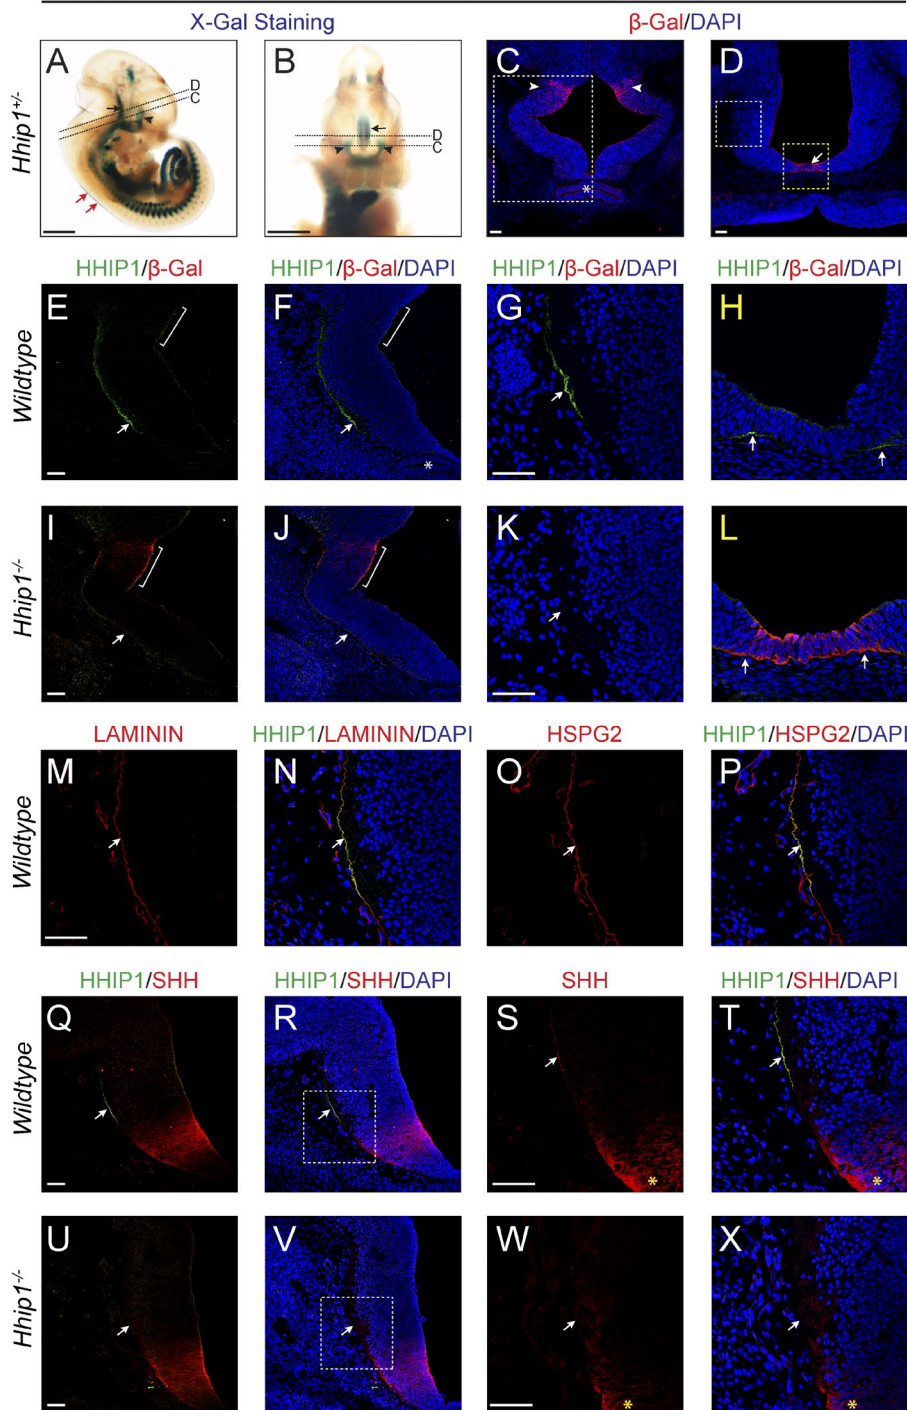 X-Gal Staining β-Gal/DAPI
Hhip1+/-
A B C D
D
C
D
C
*
HHIP1/β-Gal HHIP1/β-Gal/DAPI HHIP1/β-Gal/DAPI HHIP1/β-Gal/DAPI
Wildtype
E F G H
*
Hhip1-/-
I J K L
LAMININ HHIP1/LAMININ/DAPI HSPG2 HHIP1/HSPG2/DAPI
Wildtype
M N O P
HHIP1/SHH HHIP1/SHH/DAPI SHH HHIP1/SHH/DAPI
Wildtype
Q R S T
* *
Hhip1-/-
U V W X
* *